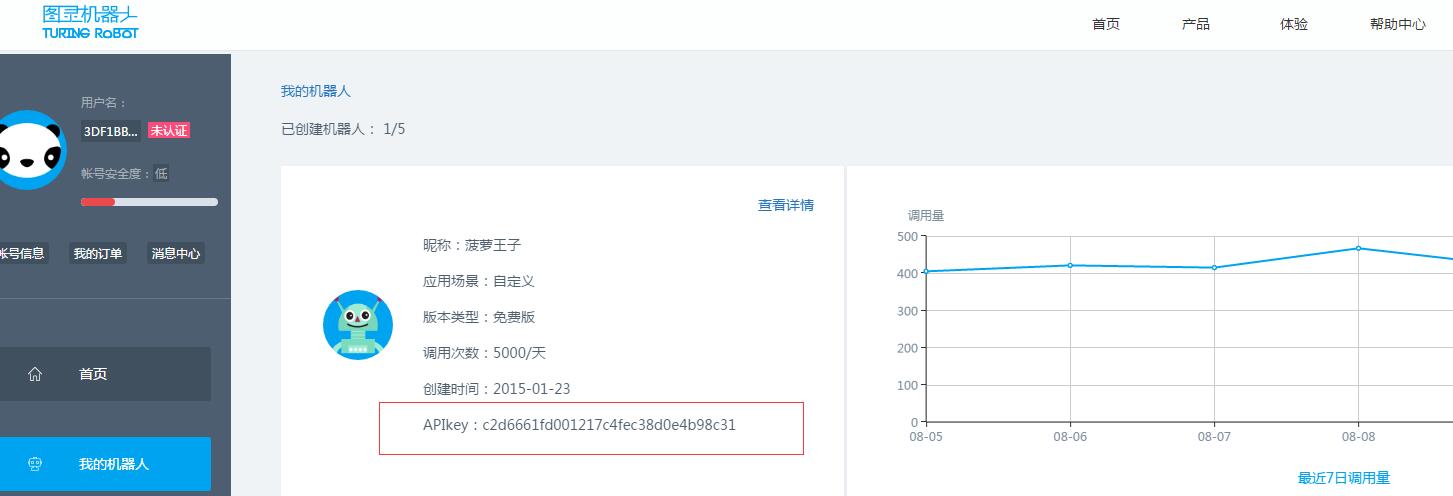 图灵机器人
TURING ROBOT
首页 产品 体验 帮助中心
用户名：
3DF1BB... 未认证
帐号安全度：低
帐号信息 我的订单 消息中心
首页
我的机器人
我的机器人
已创建机器人： 1/5
查看详情
昵称：菠萝王子
应用场景：自定义
版本类型：免费版
调用次数：5000/天
创建时间：2015-01-23
APIkey：c2d6661fd001217c4fec38d0e4b98c31
调用量
500
400
300
200
100
0
08-05 08-06 08-07 08-08
最近7日调用量